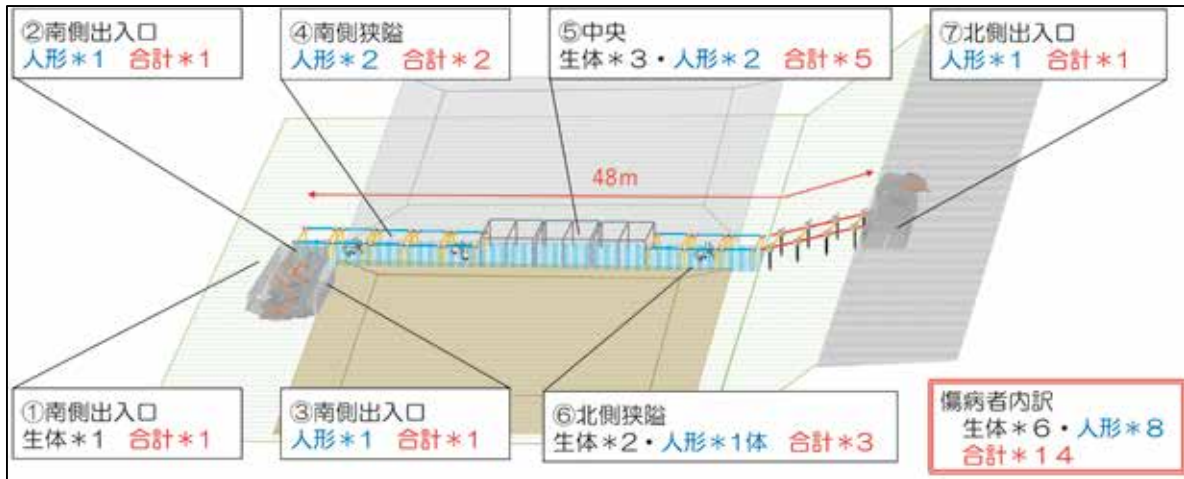 ②南側出入口
人形＊1　合計＊1
④南側狭隘
人形＊2　合計＊2
⑤中央
生体＊3・人形＊2　合計＊5
⑦北側出入口
人形＊1　合計＊1
48m
①南側出入口
生体＊1　合計＊1
③南側出入口
人形＊1　合計＊1
⑥北側狭隘
生体＊2・人形＊1体　合計＊3
傷病者内訳
生体＊6・人形＊8
合計＊14